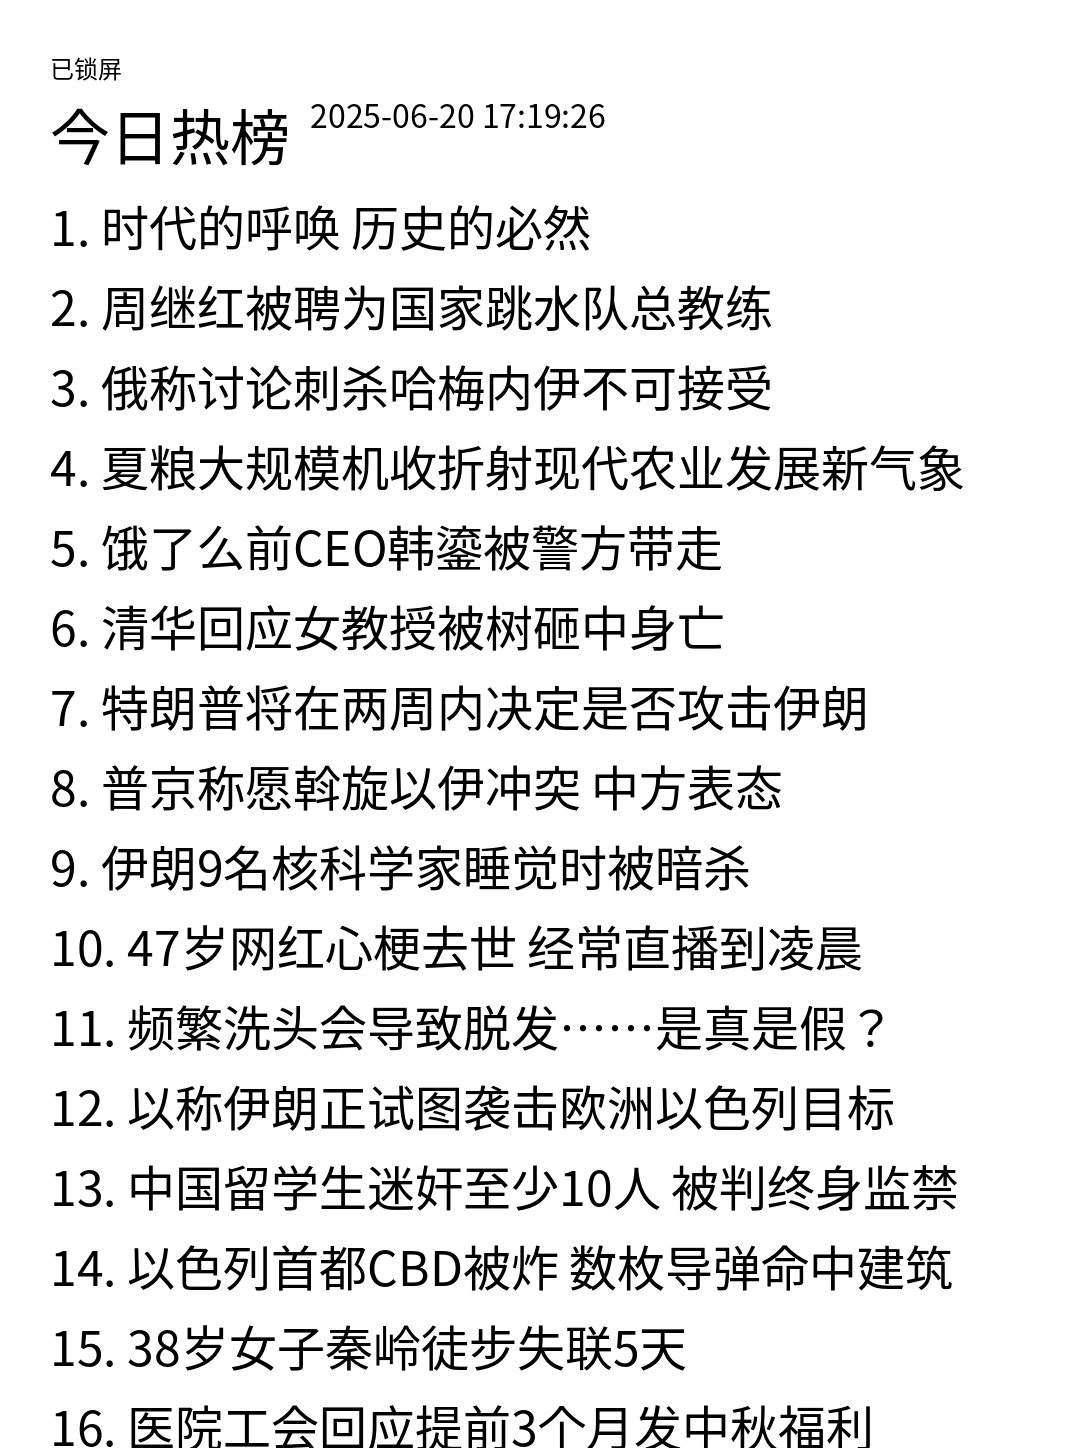 已锁屏
今日热榜 2025-06-20 17:19:26
1. 时代的呼唤 历史的必然
2. 周继红被聘为国家跳水队总教练
3. 俄称讨论刺杀哈梅内伊不可接受
4. 夏粮大规模机收折射现代农业发展新气象
5. 饿了么前CEO韩鎏被警方带走
6. 清华回应女教授被树砸中身亡
7. 特朗普将在两周内决定是否攻击伊朗
8. 普京称愿斡旋以伊冲突 中方表态
9. 伊朗9名核科学家睡觉时被暗杀
10. 47岁网红心梗去世 经常直播到凌晨
11. 频繁洗头会导致脱发……是真是假？
12. 以称伊朗正试图袭击欧洲以色列目标
13. 中国留学生迷奸至少10人 被判终身监禁
14. 以色列首都CBD被炸 数枚导弹命中建筑
15. 38岁女子秦岭徒步失联5天
16. 医院工会回应提前3个月发中秋福利